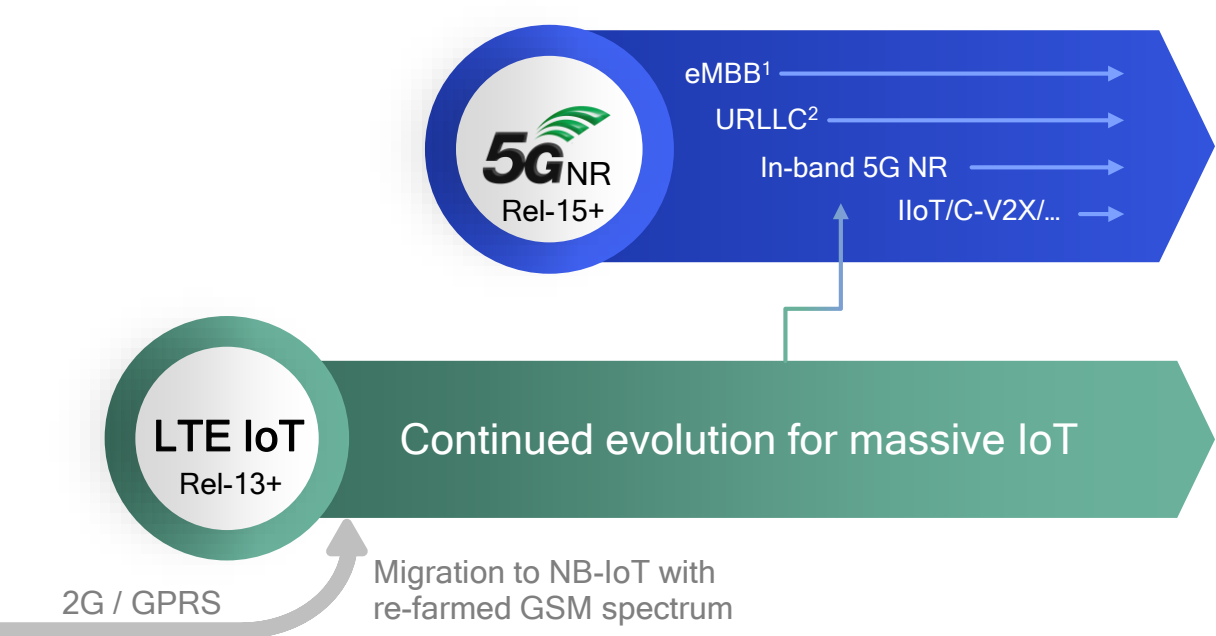 eMBB¹
URLLC²
In-band 5G NR
IIoT/C-V2X/...
5G NR
Rel-15+
LTE IoT
Rel-13+
Continued evolution for massive IoT
2G / GPRS
Migration to NB-IoT with
re-farmed GSM spectrum